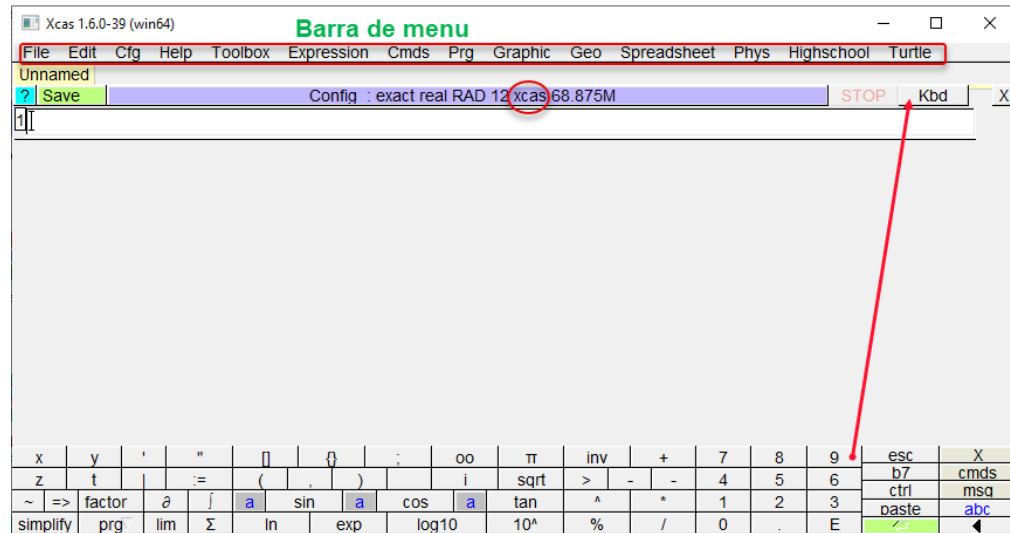 Xcas 1.6.0-39 (win64)
Barra de menu
File Edit Cfg Help Toolbox Expression Cmds Prg Graphic Geo Spreadsheet Phys Highschool Turtle
Unnamed
? Save Config : exact real RAD 12 xcas 68.875M STOP Kbd X
1
x y ' " [] {} ; oo π inv + 7 8 9 esc X
z t | := ( , ) i sqrt > - - 4 5 6 b7 cmds
~ => factor ∂ ∫ a sin a cos a tan ^ * 1 2 3 ctrl msg
simplify prg lim Σ ln exp log10 10^ % / 0 . E paste abc